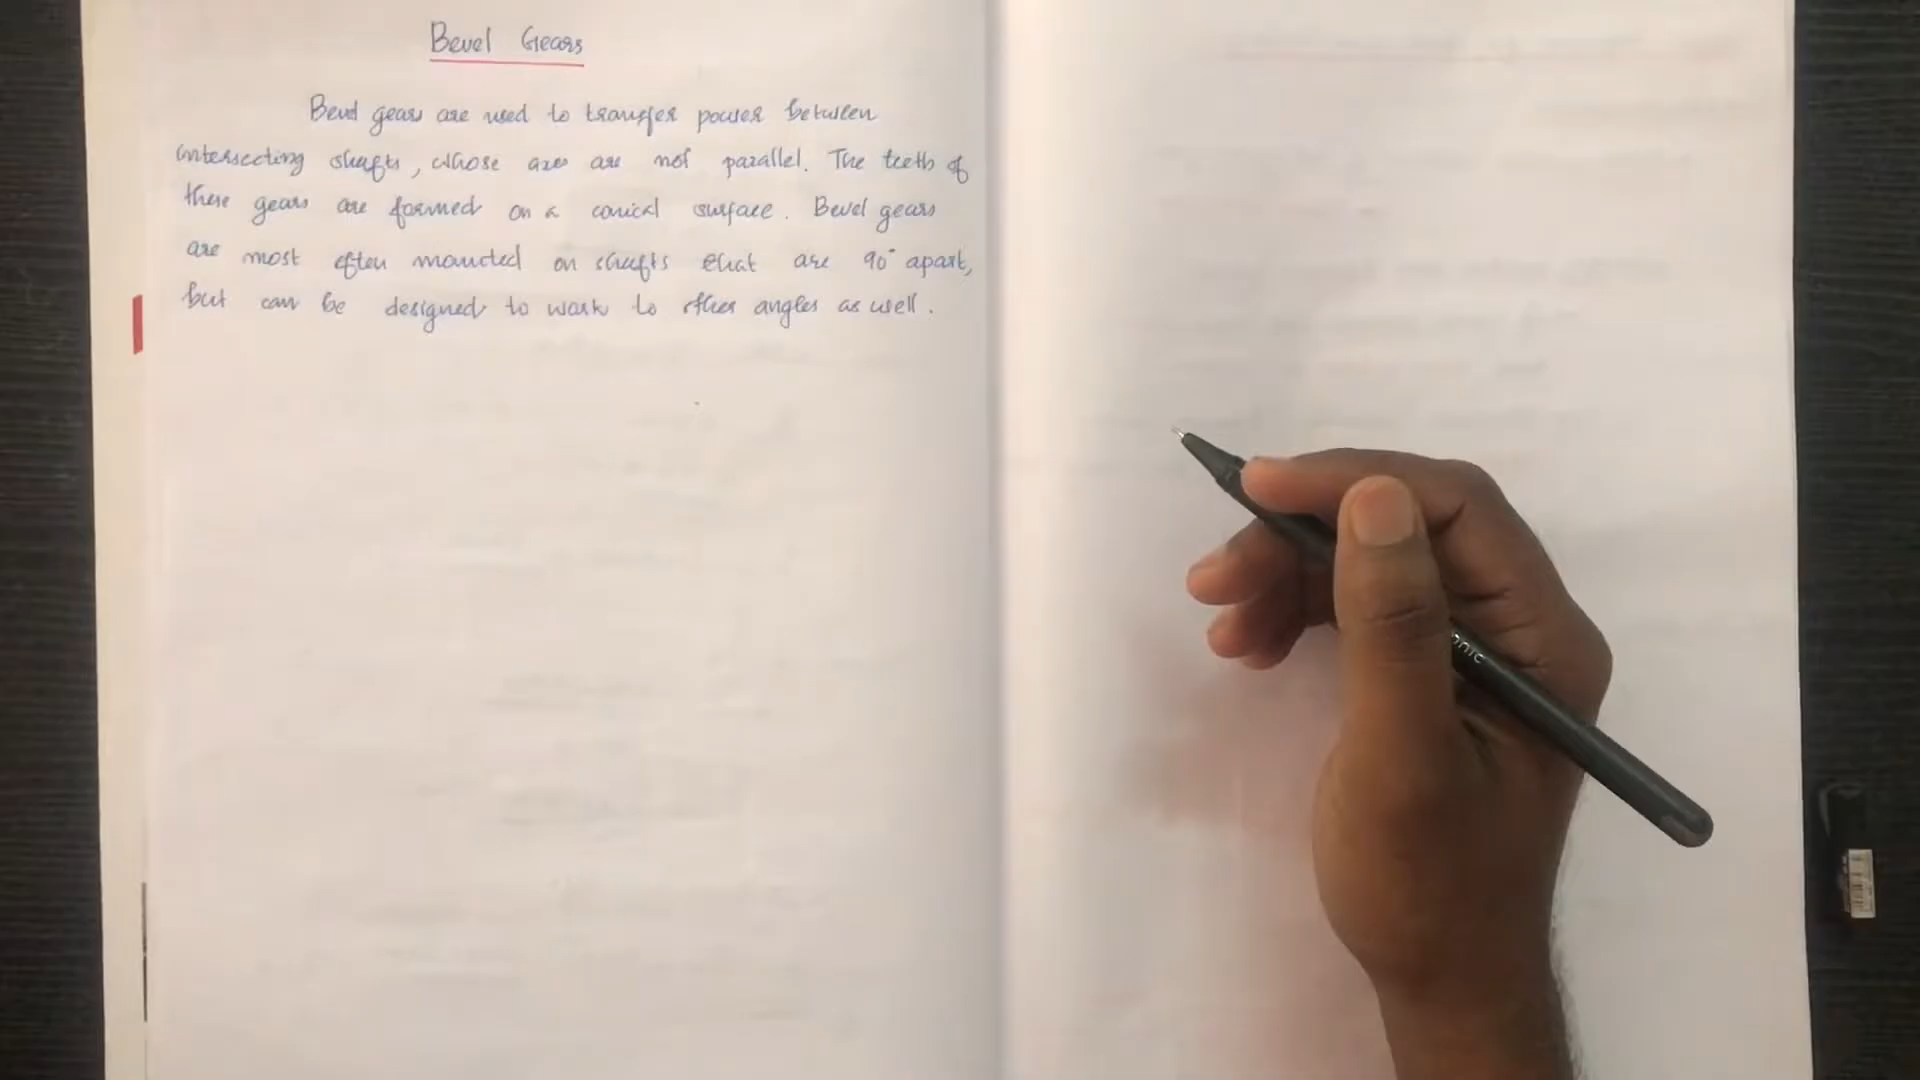 Bevel Gears
Bevel gears are used to transfer power between
intersecting shafts, whose axes are not parallel. The teeth of
these gears are formed on a conical surface. Bevel gears
are most often mounted on shafts that are 90° apart,
but can be designed to work to other angles as well.
onic